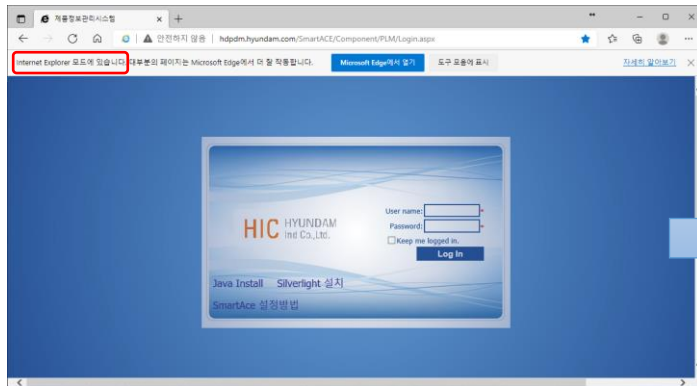 제품정보관리시스템
안전하지 않음 | hdpdm.hyundam.com/SmartACE/Component/PLM/Login.aspx
Internet Explorer 모드에 있습니다. 대부분의 페이지는 Microsoft Edge에서 더 잘 작동합니다. Microsoft Edge에서 열기 도구 모음에 표시 자세히 알아보기
HIC HYUNDAM
Ind Co.,Ltd.
User name:
Password:
Keep me logged in.
Log In
Java Install Silverlight 설치
SmartAce 설정방법